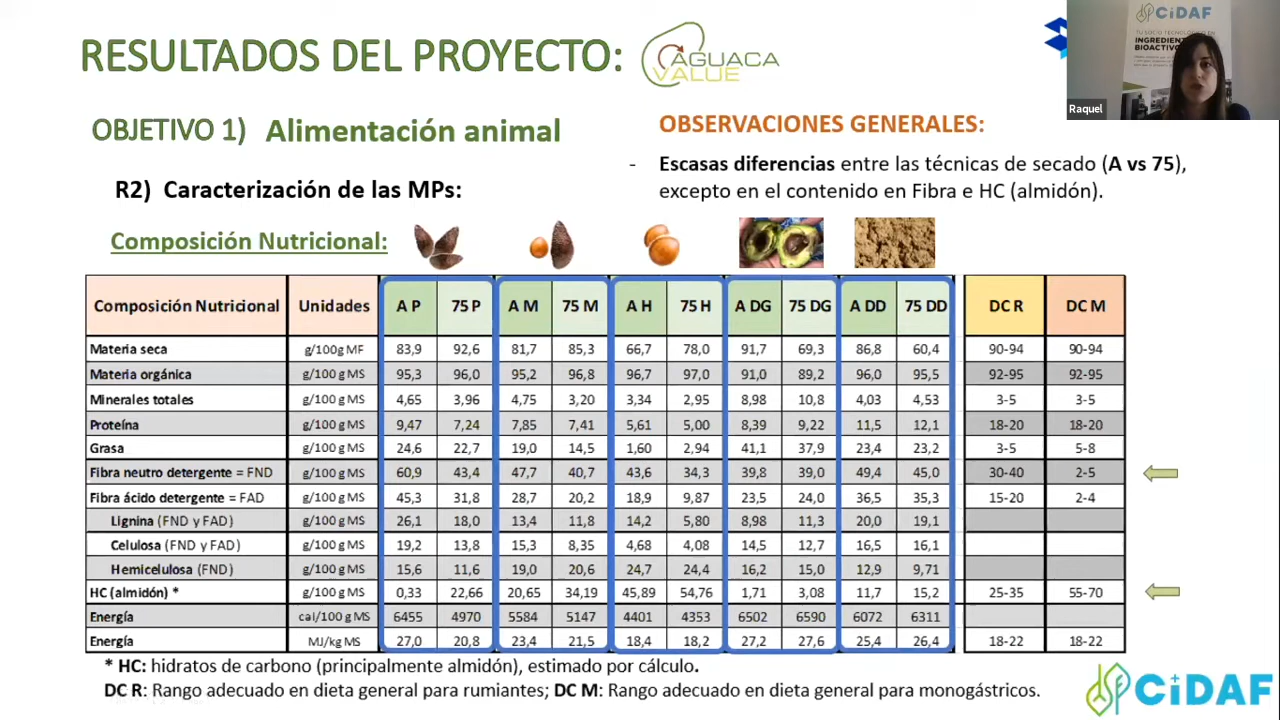 RESULTADOS DEL PROYECTO:
AGUACA
VALUE
CiDAF
TU SOCIO TECNOLÓGICO EN
INGREDIENTE
BIOACTIVO
Raquel
OBJETIVO 1) Alimentación animal
OBSERVACIONES GENERALES:
- Escasas diferencias entre las técnicas de secado (A vs 75),
excepto en el contenido en Fibra e HC (almidón).
R2) Caracterización de las MPs:
Composición Nutricional:
Composición Nutricional Unidades A P 75 P A M 75 M A H 75 H A DG 75 DG A DD 75 DD DC R DC M
Materia seca g/100g MF 83,9 92,6 81,7 85,3 66,7 78,0 91,7 69,3 86,8 60,4 90-94 90-94
Materia orgánica g/100 g MS 95,3 96,0 95,2 96,8 96,7 97,0 91,0 89,2 96,0 95,5 92-95 92-95
Minerales totales g/100 g MS 4,65 3,96 4,75 3,20 3,34 2,95 8,98 10,8 4,03 4,53 3-5 3-5
Proteína g/100 g MS 9,47 7,24 7,85 7,41 5,61 5,00 8,39 9,22 11,5 12,1 18-20 18-20
Grasa g/100 g MS 24,6 22,7 19,0 14,5 1,60 2,94 41,1 37,9 23,4 23,2 3-5 5-8
Fibra neutro detergente = FND g/100 g MS 60,9 43,4 47,7 40,7 43,6 34,3 39,8 39,0 49,4 45,0 30-40 2-5
Fibra ácido detergente = FAD g/100 g MS 45,3 31,8 28,7 20,2 18,9 9,87 23,5 24,0 36,5 35,3 15-20 2-4
Lignina (FND y FAD) g/100 g MS 26,1 18,0 13,4 11,8 14,2 5,80 8,98 11,3 20,0 19,1
Celulosa (FND y FAD) g/100 g MS 19,2 13,8 15,3 8,35 4,68 4,08 14,5 12,7 16,5 16,1
Hemicelulosa (FND) g/100 g MS 15,6 11,6 19,0 20,6 24,7 24,4 16,2 15,0 12,9 9,71
HC (almidón) * g/100 g MS 0,33 22,66 20,65 34,19 45,89 54,76 1,71 3,08 11,7 15,2 25-35 55-70
Energía cal/100 g MS 6455 4970 5584 5147 4401 4353 6502 6590 6072 6311
Energía MJ/kg MS 27,0 20,8 23,4 21,5 18,4 18,2 27,2 27,6 25,4 26,4 18-22 18-22
* HC: hidratos de carbono (principalmente almidón), estimado por cálculo.
DC R: Rango adecuado en dieta general para rumiantes; DC M: Rango adecuado en dieta general para monogástricos.
CiDAF